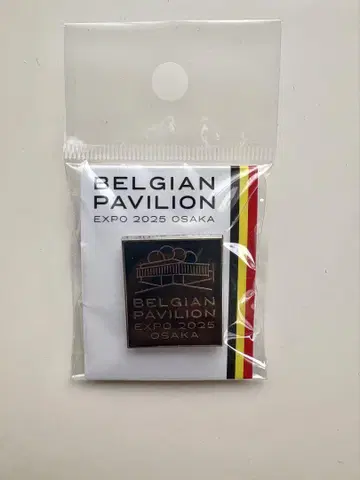 BELGIAN
PAVILION
EXPO 2025 OSAKA
BELGIAN
PAVILION
EXPO 2025
OSAKA